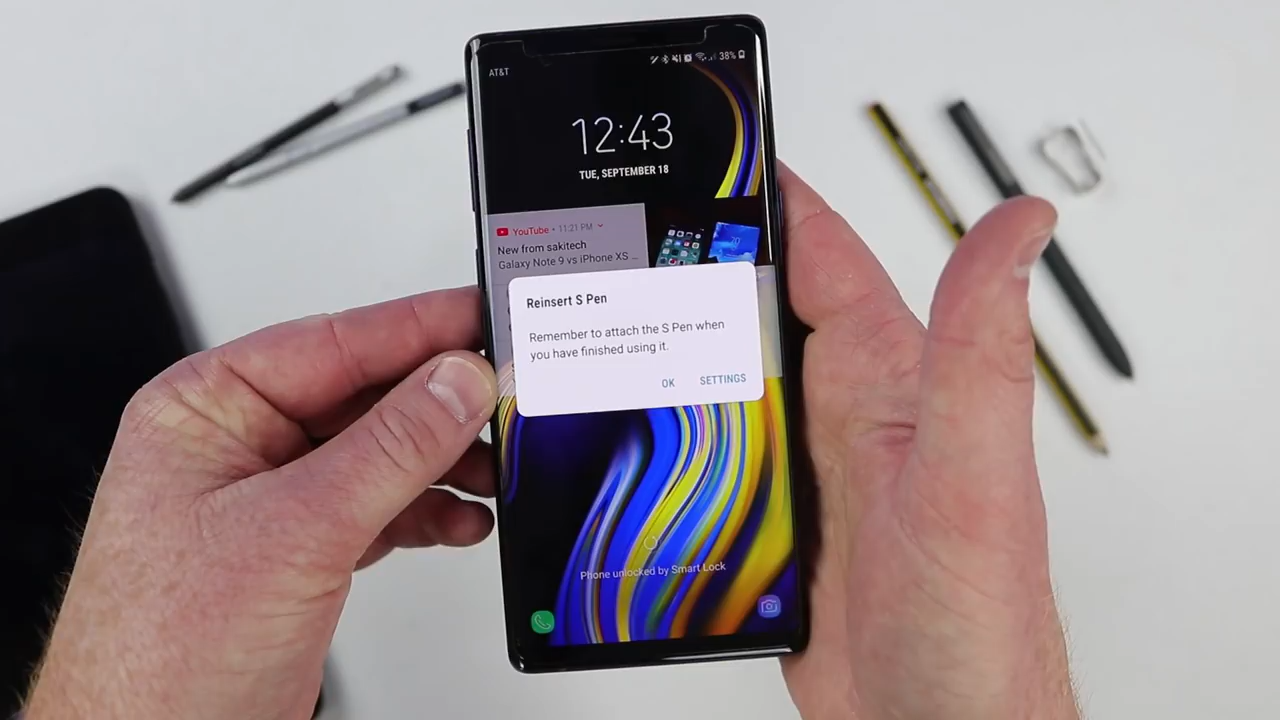 38%
AT&T
12:43
TUE, SEPTEMBER 18
YouTube • 11:21 PM
New from sakitech
Galaxy Note 9 vs iPhone XS ...
Reinsert S Pen
Remember to attach the S Pen when
you have finished using it.
OK SETTINGS
Phone unlocked by Smart Lock